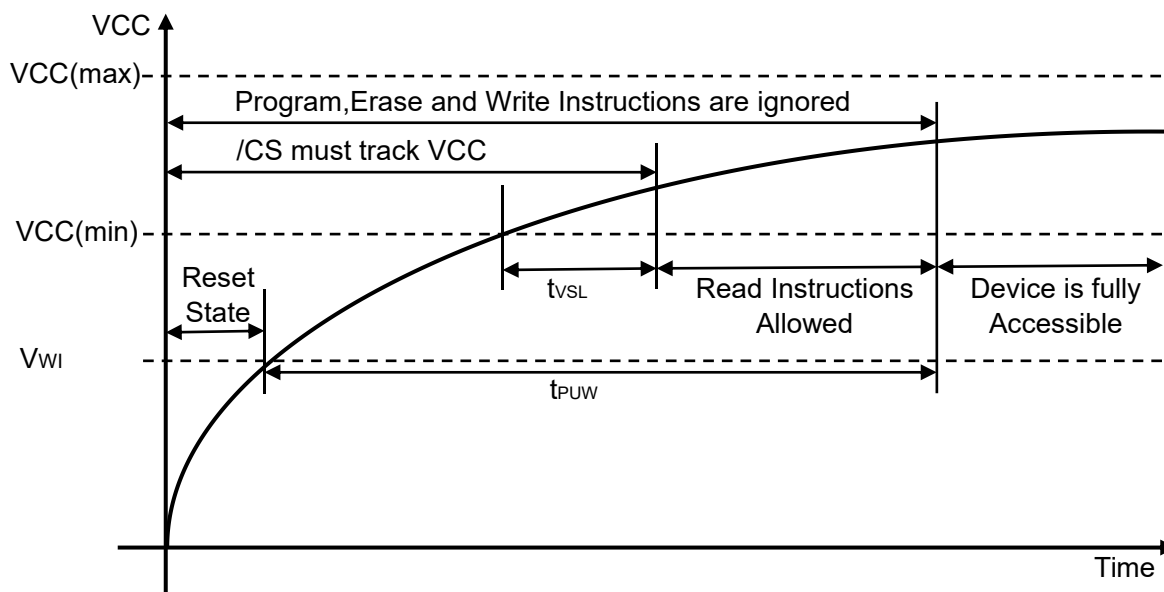 VCC
VCC(max)
Program,Erase and Write Instructions are ignored
/CS must track VCC
VCC(min)
Reset
State
tVSL
Read Instructions
Allowed
Device is fully
Accessible
VWI
tPUW
Time